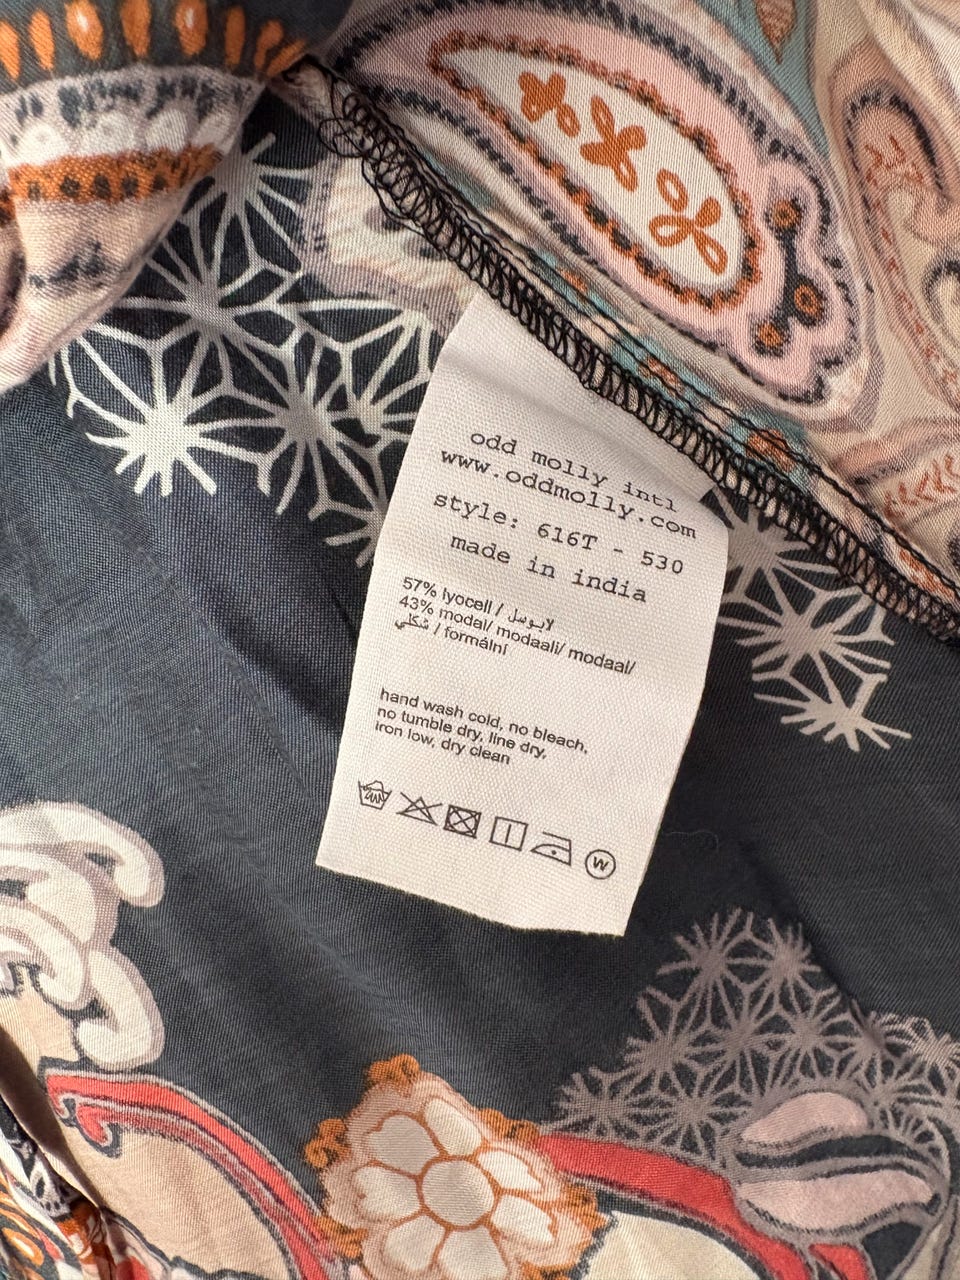 odd molly intl
www.oddmolly.com
style: 616T - 530
made in india
57% lyocell / لايوسل
43% modal/ modaali/ modaal/
شكلي / formální
hand wash cold, no bleach,
no tumble dry, line dry,
iron low, dry clean
W